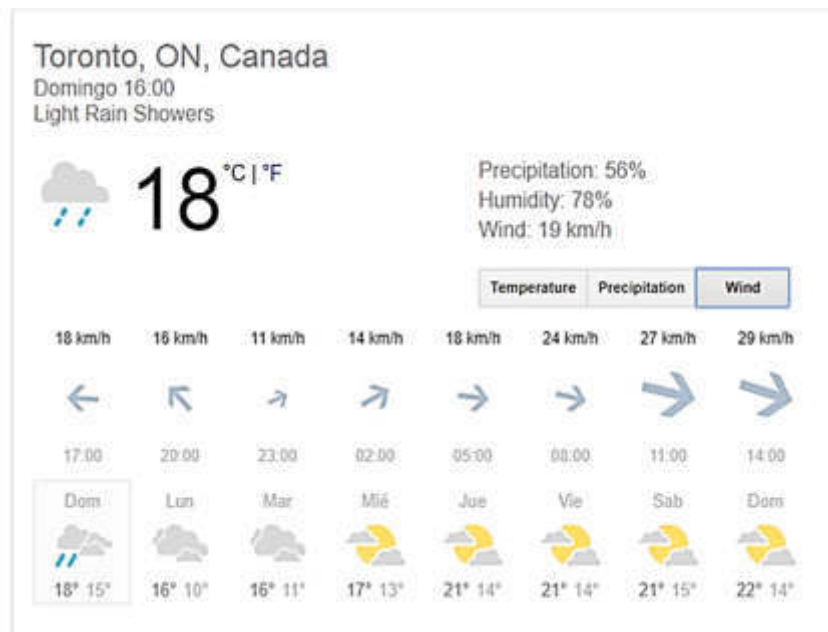 Toronto, ON, Canada
Domingo 16:00
Light Rain Showers
18 °C | °F
Precipitation: 56%
Humidity: 78%
Wind: 19 km/h
Temperature Precipitation Wind
18 km/h 16 km/h 11 km/h 14 km/h 18 km/h 24 km/h 27 km/h 29 km/h
17:00 20:00 23:00 02:00 05:00 08:00 11:00 14:00
Dom Lun Mar Mié Jue Vie Sab Dom
18° 15° 16° 10° 16° 11° 17° 13° 21° 14° 21° 14° 21° 15° 22° 14°